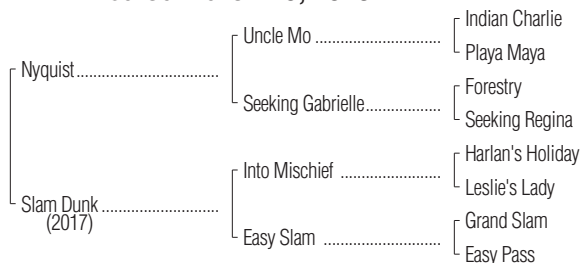 Indian Charlie
Uncle Mo ........................................
Playa Maya
Nyquist ............................................
Forestry
Seeking Gabrielle........................
Seeking Regina
Harlan's Holiday
Into Mischief ................................
Leslie's Lady
Slam Dunk ....................................
(2017)
Grand Slam
Easy Slam .....................................
Easy Pass